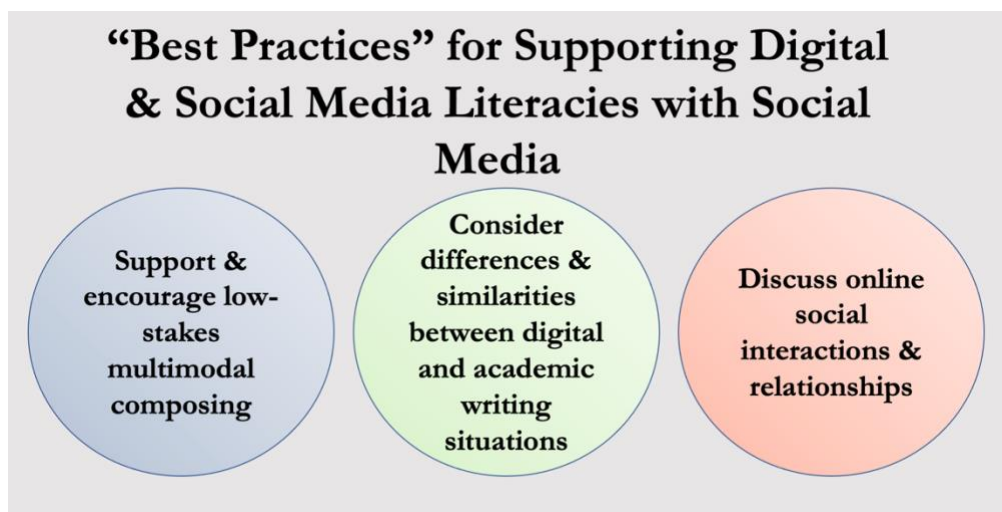 “Best Practices” for Supporting Digital
& Social Media Literacies with Social
Media
Support &
encourage low-
stakes
multimodal
composing
Consider
differences &
similarities
between digital
and academic
writing
situations
Discuss online
social
interactions &
relationships